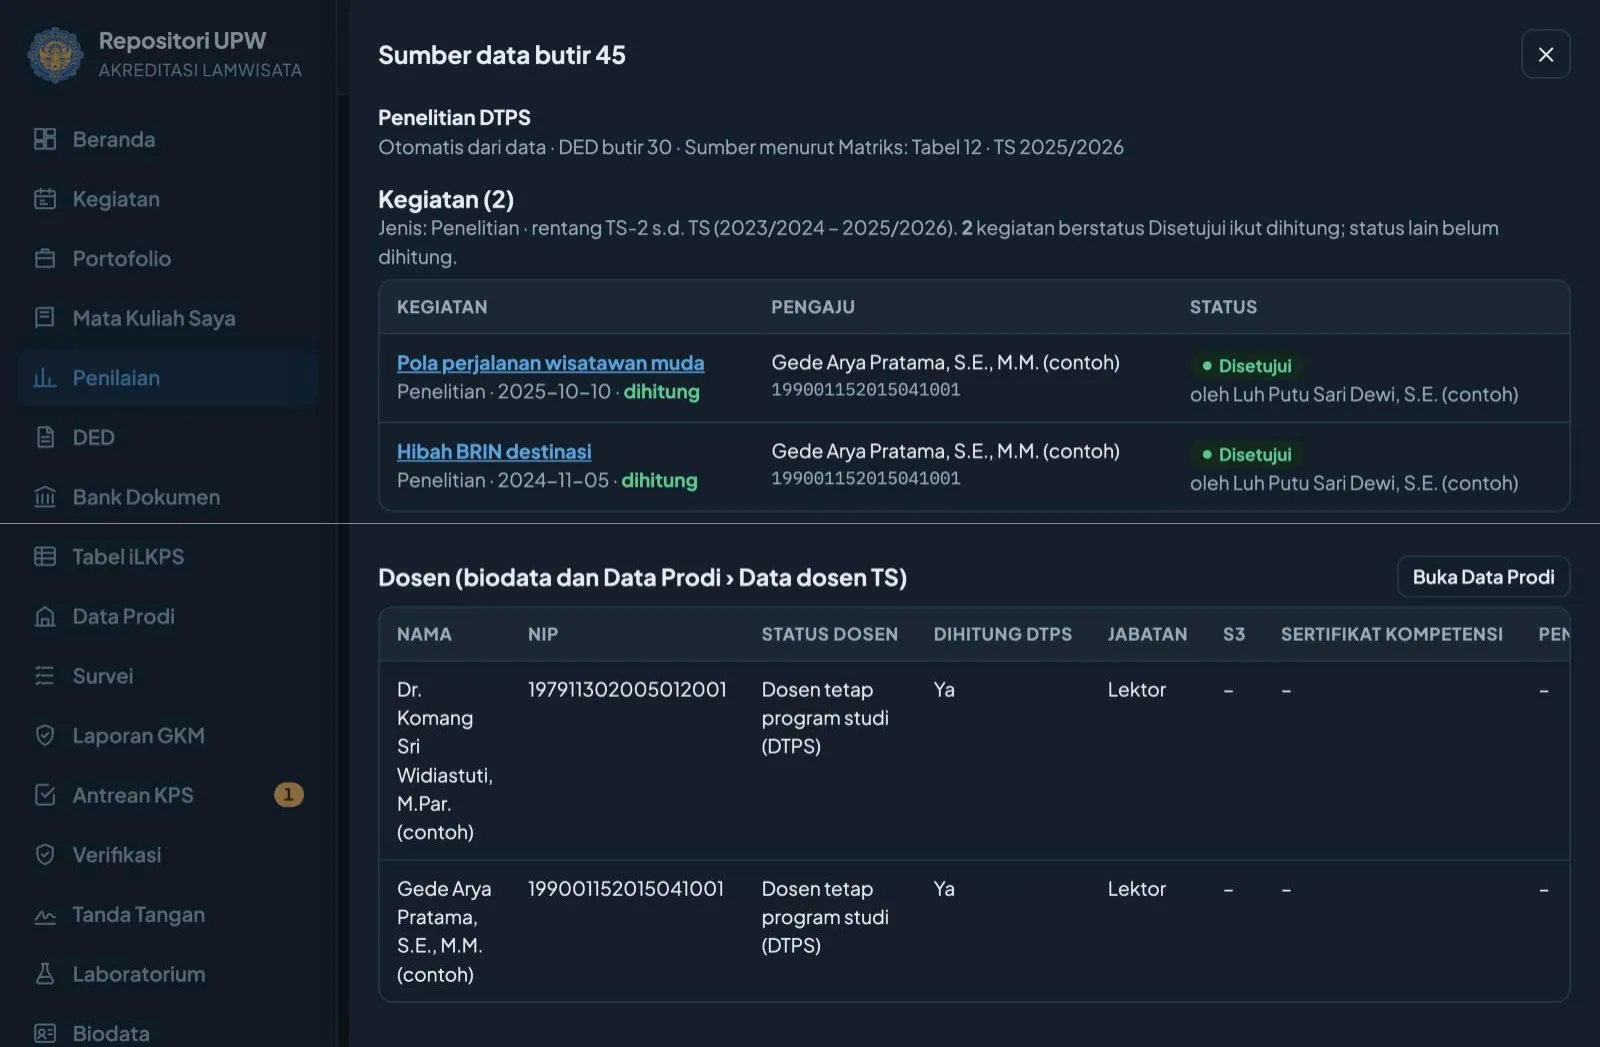 Repositori UPW
AKREDITASI LAMWISATA
Beranda
Kegiatan
Portofolio
Mata Kuliah Saya
Penilaian
DED
Bank Dokumen
Tabel iLKPS
Data Prodi
Survei
Laporan GKM
Antrean KPS 1
Verifikasi
Tanda Tangan
Laboratorium
Biodata
Sumber data butir 45
Penelitian DTPS
Otomatis dari data · DED butir 30 · Sumber menurut Matriks: Tabel 12 · TS 2025/2026
Kegiatan (2)
Jenis: Penelitian · rentang TS-2 s.d. TS (2023/2024 – 2025/2026). 2 kegiatan berstatus Disetujui ikut dihitung; status lain belum
dihitung.
KEGIATAN PENGAJU STATUS
Pola perjalanan wisatawan muda Gede Arya Pratama, S.E., M.M. (contoh) Disetujui
Penelitian · 2025-10-10 · dihitung 199001152015041001 oleh Luh Putu Sari Dewi, S.E. (contoh)
Hibah BRIN destinasi Gede Arya Pratama, S.E., M.M. (contoh) Disetujui
Penelitian · 2024-11-05 · dihitung 199001152015041001 oleh Luh Putu Sari Dewi, S.E. (contoh)
Dosen (biodata dan Data Prodi › Data dosen TS) Buka Data Prodi
NAMA NIP STATUS DOSEN DIHITUNG DTPS JABATAN S3 SERTIFIKAT KOMPETENSI PEN
Dr. 197911302005012001 Dosen tetap Ya Lektor – – –
Komang program studi
Sri (DTPS)
Widiastuti,
M.Par.
(contoh)
Gede Arya 199001152015041001 Dosen tetap Ya Lektor – – –
Pratama, program studi
S.E., M.M. (DTPS)
(contoh)